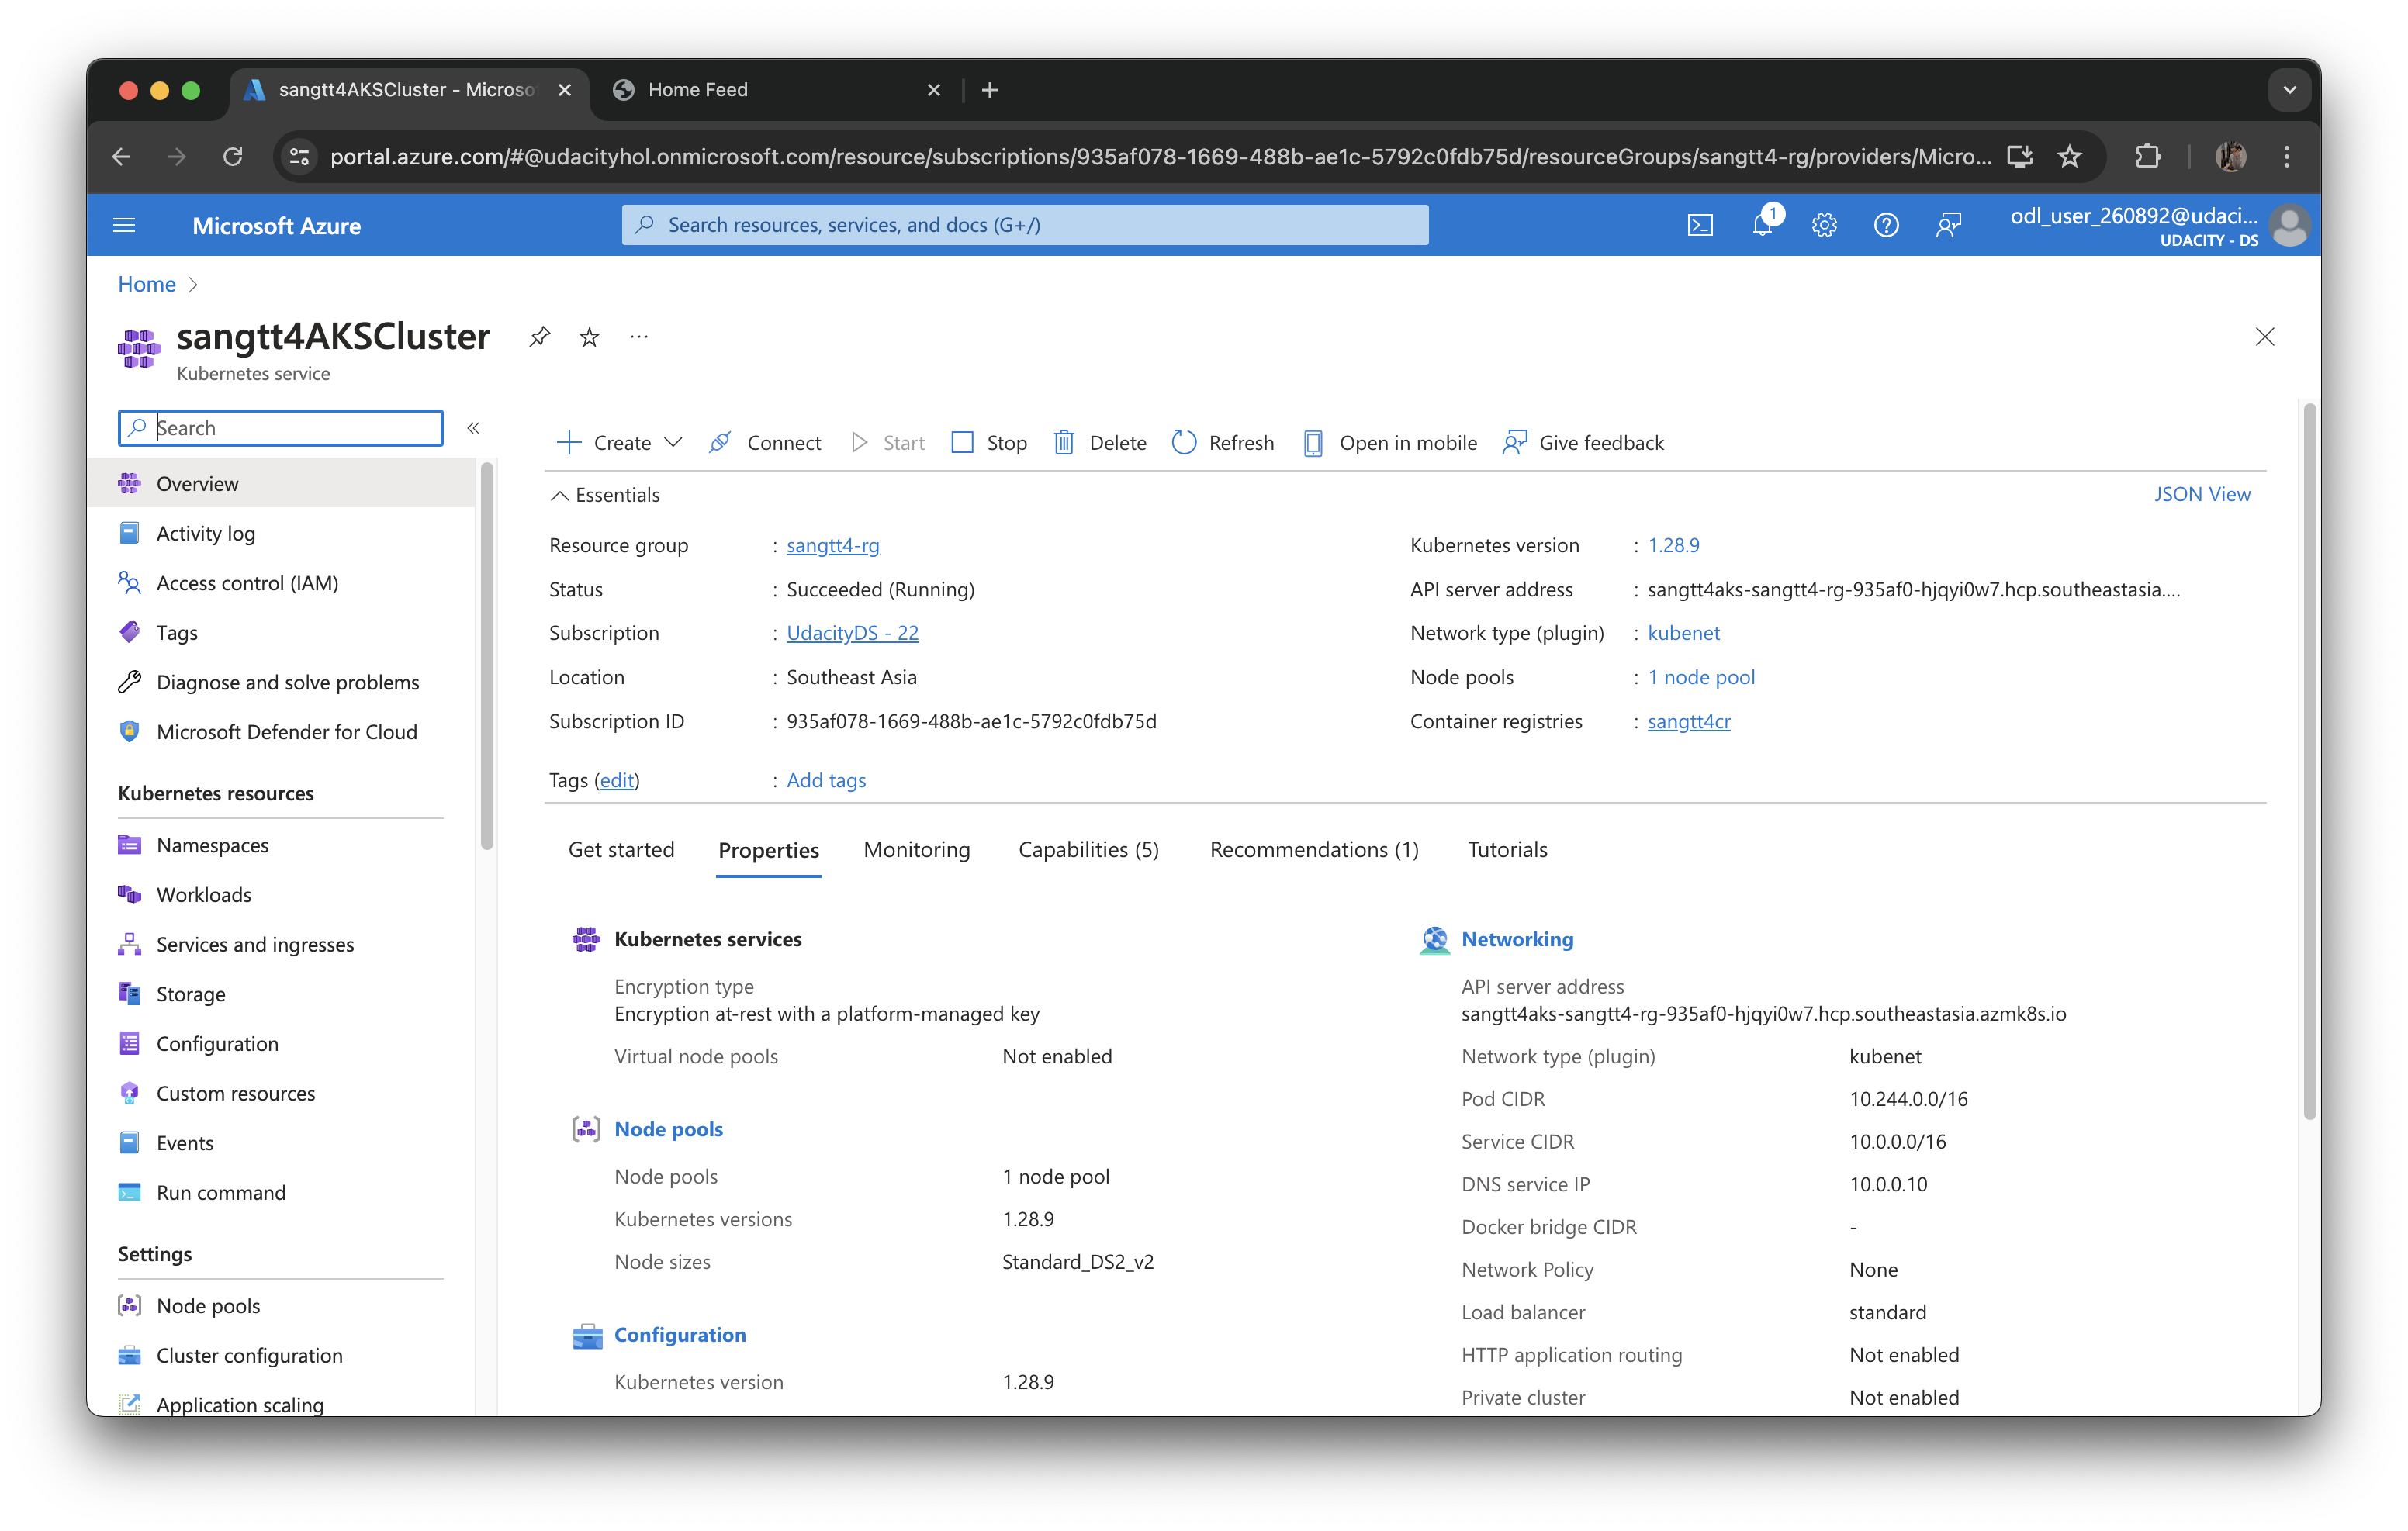 sangtt4AKSCluster - Microso
Home Feed
portal.azure.com/#@udacityhol.onmicrosoft.com/resource/subscriptions/935af078-1669-488b-ae1c-5792c0fdb75d/resourceGroups/sangtt4-rg/providers/Micro...
Microsoft Azure
Search resources, services, and docs (G+/)
1
odl_user_260892@udaci...
UDACITY - DS
Home
sangtt4AKSCluster
Kubernetes service
Search
Overview
Activity log
Access control (IAM)
Tags
Diagnose and solve problems
Microsoft Defender for Cloud
Kubernetes resources
Namespaces
Workloads
Services and ingresses
Storage
Configuration
Custom resources
Events
Run command
Settings
Node pools
Cluster configuration
Application scaling
Create Connect Start Stop Delete Refresh Open in mobile Give feedback
Essentials
JSON View
Resource group : sangtt4-rg
Status : Succeeded (Running)
Subscription : UdacityDS - 22
Location : Southeast Asia
Subscription ID : 935af078-1669-488b-ae1c-5792c0fdb75d
Kubernetes version : 1.28.9
API server address : sangtt4aks-sangtt4-rg-935af0-hjqyi0w7.hcp.southeastasia....
Network type (plugin) : kubenet
Node pools : 1 node pool
Container registries : sangtt4cr
Tags (edit) : Add tags
Get started Properties Monitoring Capabilities (5) Recommendations (1) Tutorials
Kubernetes services
Encryption type
Encryption at-rest with a platform-managed key
Virtual node pools Not enabled
Node pools
Node pools 1 node pool
Kubernetes versions 1.28.9
Node sizes Standard_DS2_v2
Configuration
Kubernetes version 1.28.9
Networking
API server address
sangtt4aks-sangtt4-rg-935af0-hjqyi0w7.hcp.southeastasia.azmk8s.io
Network type (plugin) kubenet
Pod CIDR 10.244.0.0/16
Service CIDR 10.0.0.0/16
DNS service IP 10.0.0.10
Docker bridge CIDR -
Network Policy None
Load balancer standard
HTTP application routing Not enabled
Private cluster Not enabled